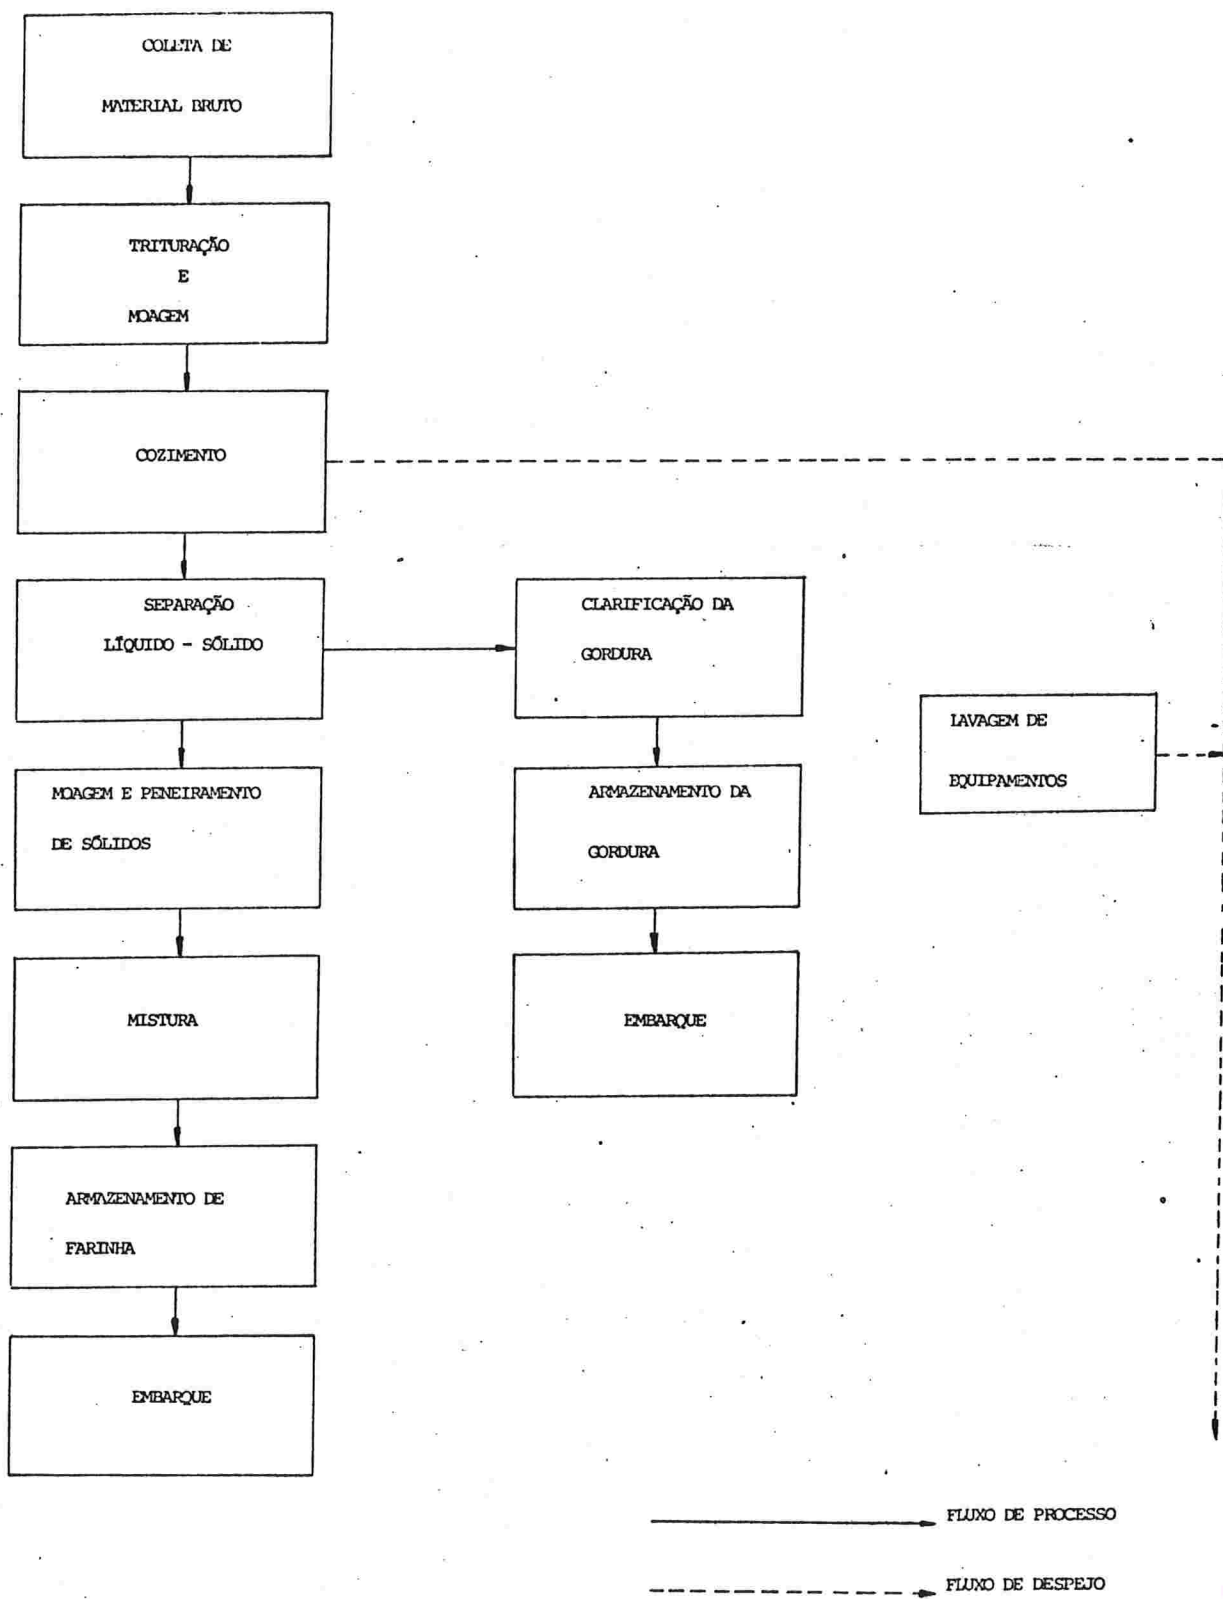 COLETA DE
MATERIAL BRUTO
TRITURAÇÃO
E
MOAGEM
COZIMENTO
SEPARAÇÃO
LÍQUIDO - SÓLIDO
CLARIFICAÇÃO DA
GORDURA
LAVAGEM DE
EQUIPAMENTOS
MOAGEM E PENEIRAMENTO
DE SÓLIDOS
ARMAZENAMENTO DA
GORDURA
MISTURA
EMBARQUE
ARMAZENAMENTO DE
FARINHA
EMBARQUE
FLUXO DE PROCESSO
FLUXO DE DESPEJO